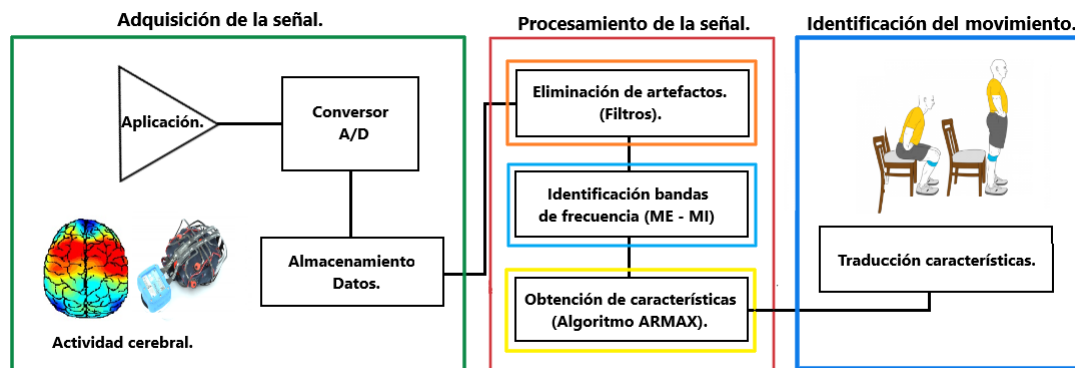 Adquisición de la señal.
Procesamiento de la señal.
Identificación del movimiento.
Aplicación.
Conversor
A/D
Almacenamiento
Datos.
Actividad cerebral.
Eliminación de artefactos.
(Filtros).
Identificación bandas
de frecuencia (ME - MI)
Obtención de características
(Algoritmo ARMAX).
Traducción características.